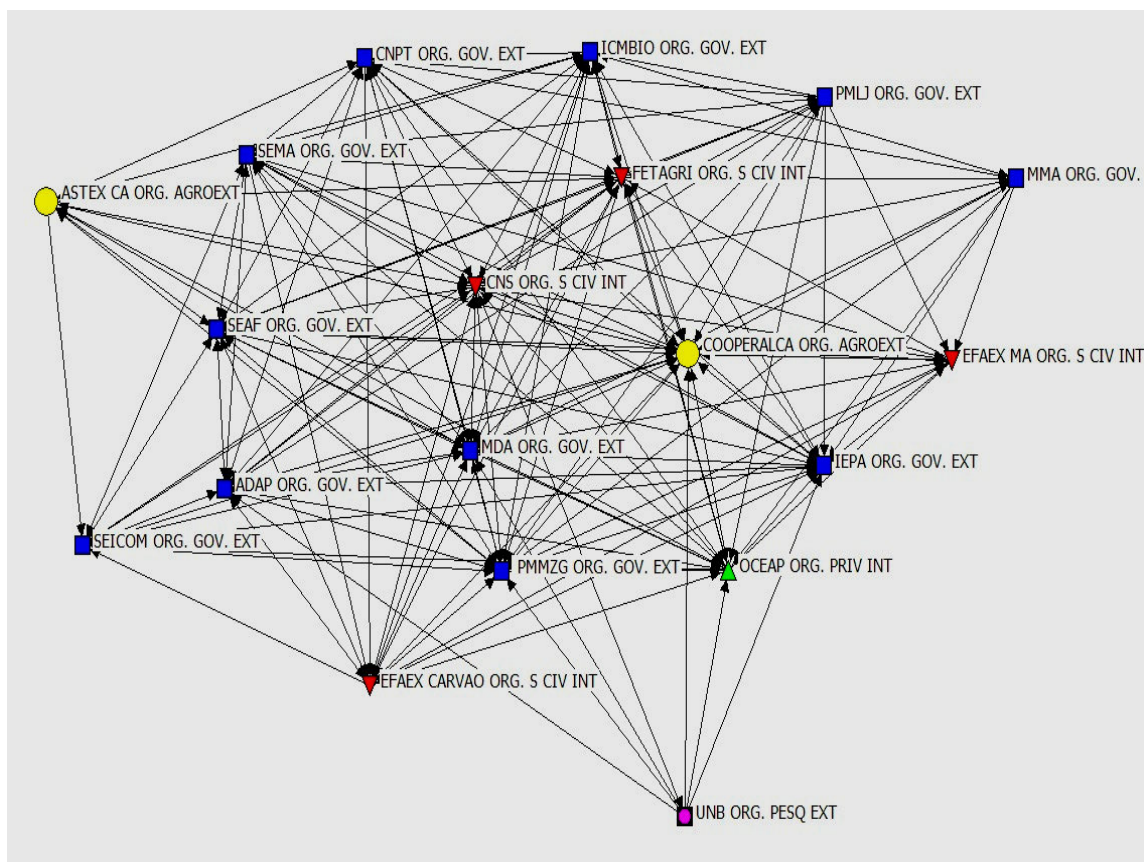 CNPT ORG. GOV. EXT
ICMBIO ORG. GOV. EXT
PMLJ ORG. GOV. EXT
SEMA ORG. GOV. EXT
FETAGRI ORG. S CIV INT
MMA ORG. GOV.
ASTEX CA ORG. AGROEXT
CNS ORG. S CIV INT
SEAF ORG. GOV. EXT
COOPERALCA ORG. AGROEXT
EFAEX MA ORG. S CIV INT
MDA ORG. GOV. EXT
IEPA ORG. GOV. EXT
ADAP ORG. GOV. EXT
SEICOM ORG. GOV. EXT
PMMZG ORG. GOV. EXT
OCEAP ORG. PRIV INT
EFAEX CARVAO ORG. S CIV INT
UNB ORG. PESQ EXT